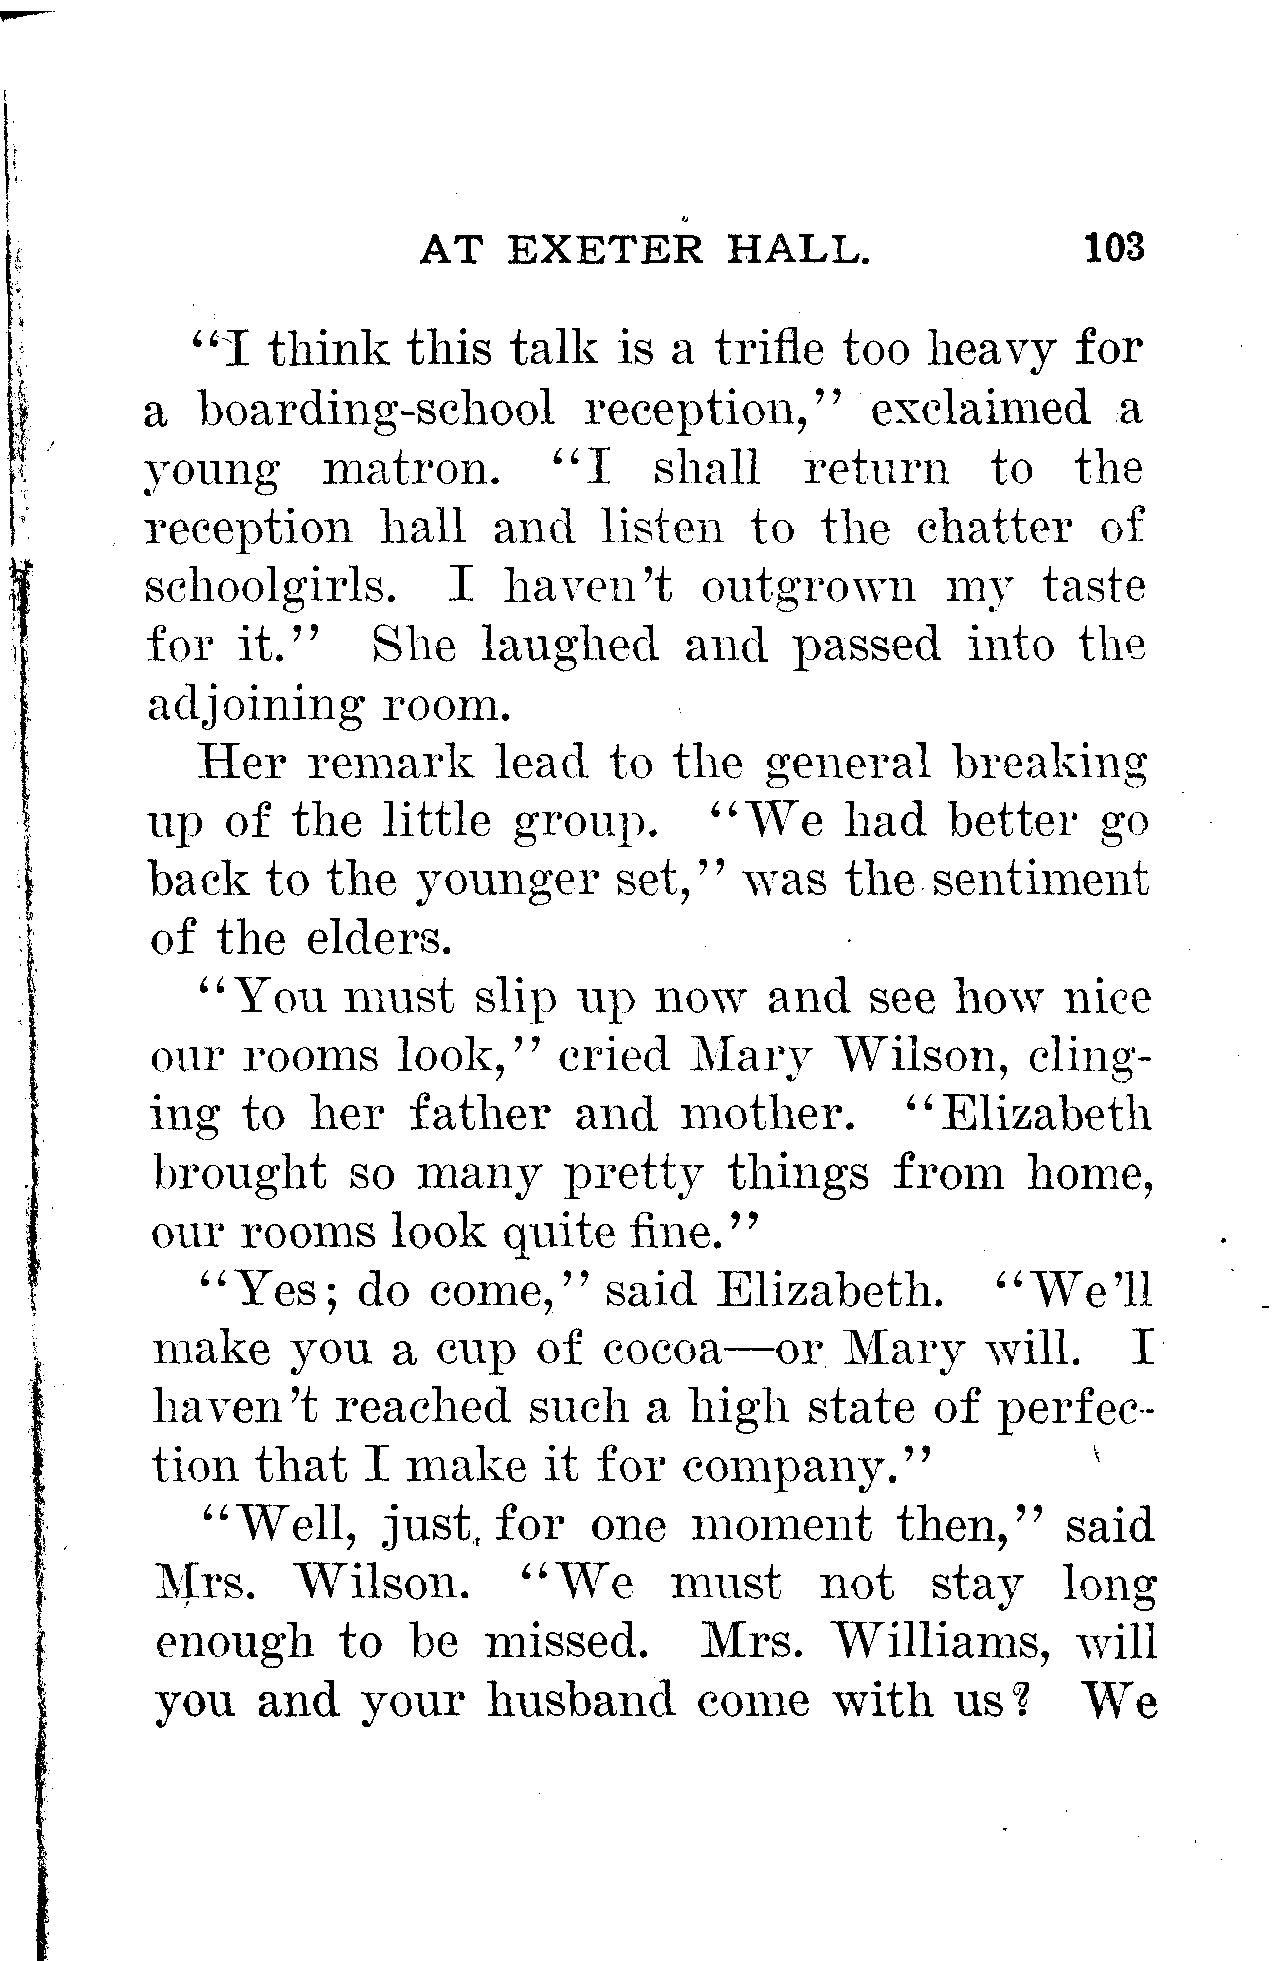 AT EXETER HALL. 103
"I think this talk is a trifle too heavy for
a boarding-school reception," exclaimed a
young matron. "I shall return to the
reception hall and listen to the chatter of
schoolgirls. I haven't outgrown my taste
for it." She laughed and passed into the
adjoining room.
Her remark lead to the general breaking
up of the little group. "We had better go
back to the younger set," was the sentiment
of the elders.
"You must slip up now and see how nice
our rooms look," cried Mary Wilson, cling-
ing to her father and mother. "Elizabeth
brought so many pretty things from home,
our rooms look quite fine."
"Yes; do come," said Elizabeth. "We'll
make you a cup of cocoa—or Mary will. I
haven't reached such a high state of perfec-
tion that I make it for company."
"Well, just for one moment then," said
Mrs. Wilson. "We must not stay long
enough to be missed. Mrs. Williams, will
you and your husband come with us? We